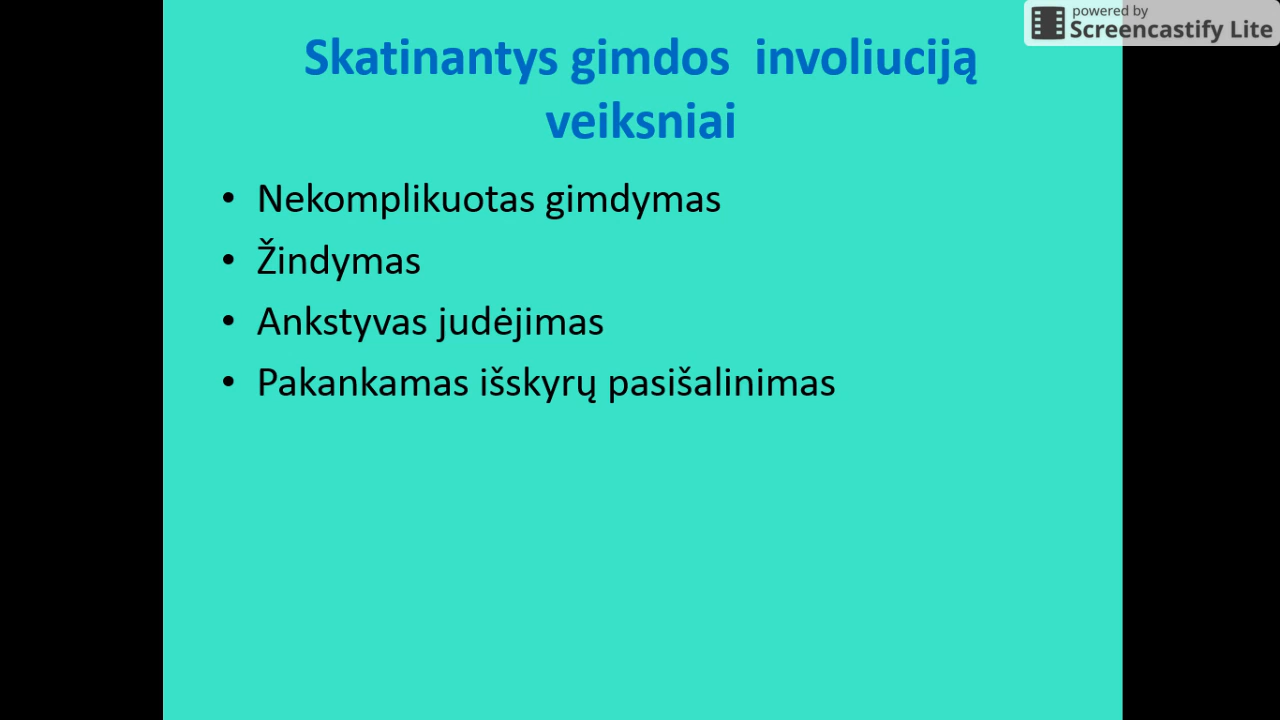 powered by
Screencastify Lite
Skatinantys gimdos  involiuciją
veiksniai
• Nekomplikuotas gimdymas
• Žindymas
• Ankstyvas judėjimas
• Pakankamas išskyrų pasišalinimas